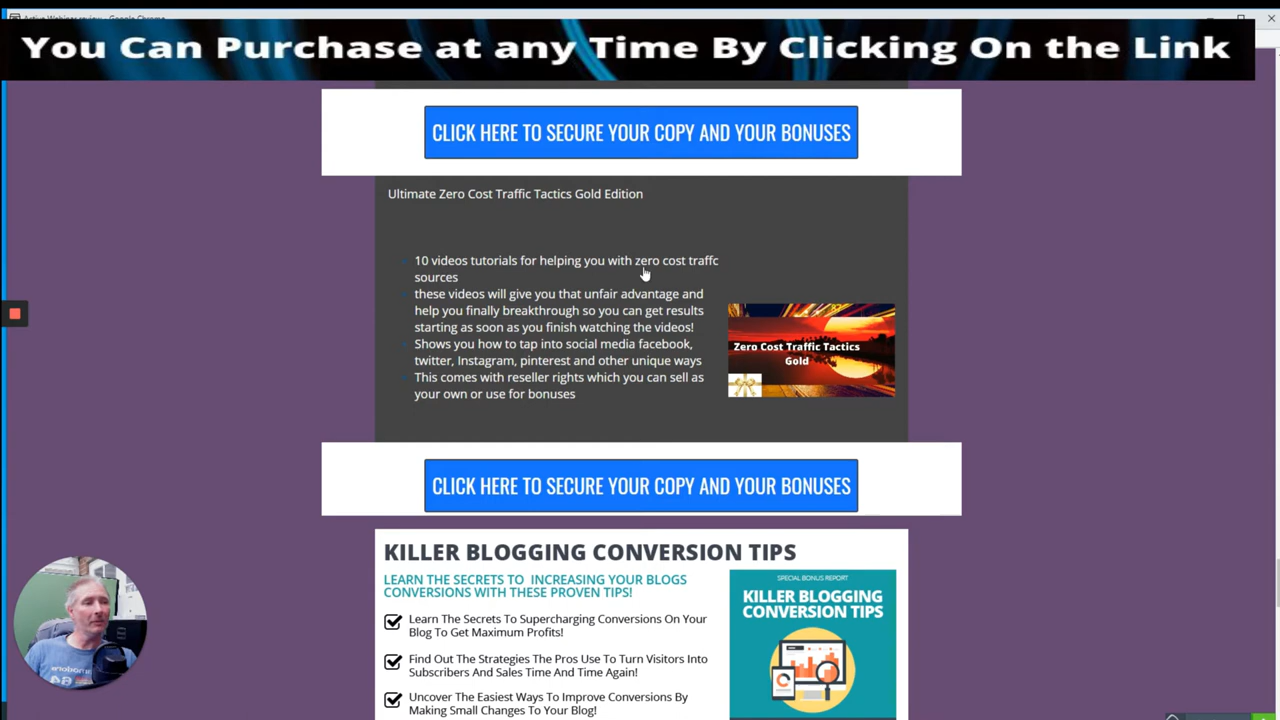 Active Webinar review - Google Chrome
You Can Purchase at any Time By Clicking On the Link
CLICK HERE TO SECURE YOUR COPY AND YOUR BONUSES
Ultimate Zero Cost Traffic Tactics Gold Edition
10 videos tutorials for helping you with zero cost traffc
sources
these videos will give you that unfair advantage and
help you finally breakthrough so you can get results
starting as soon as you finish watching the videos!
Shows you how to tap into social media facebook,
twitter, Instagram, pinterest and other unique ways
This comes with reseller rights which you can sell as
your own or use for bonuses
Zero Cost Traffic Tactics
Gold
CLICK HERE TO SECURE YOUR COPY AND YOUR BONUSES
KILLER BLOGGING CONVERSION TIPS
LEARN THE SECRETS TO INCREASING YOUR BLOGS
CONVERSIONS WITH THESE PROVEN TIPS!
Learn The Secrets To Supercharging Conversions On Your
Blog To Get Maximum Profits!
Find Out The Strategies The Pros Use To Turn Visitors Into
Subscribers And Sales Time And Time Again!
Uncover The Easiest Ways To Improve Conversions By
Making Small Changes To Your Blog!
SPECIAL BONUS REPORT
KILLER BLOGGING
CONVERSION TIPS